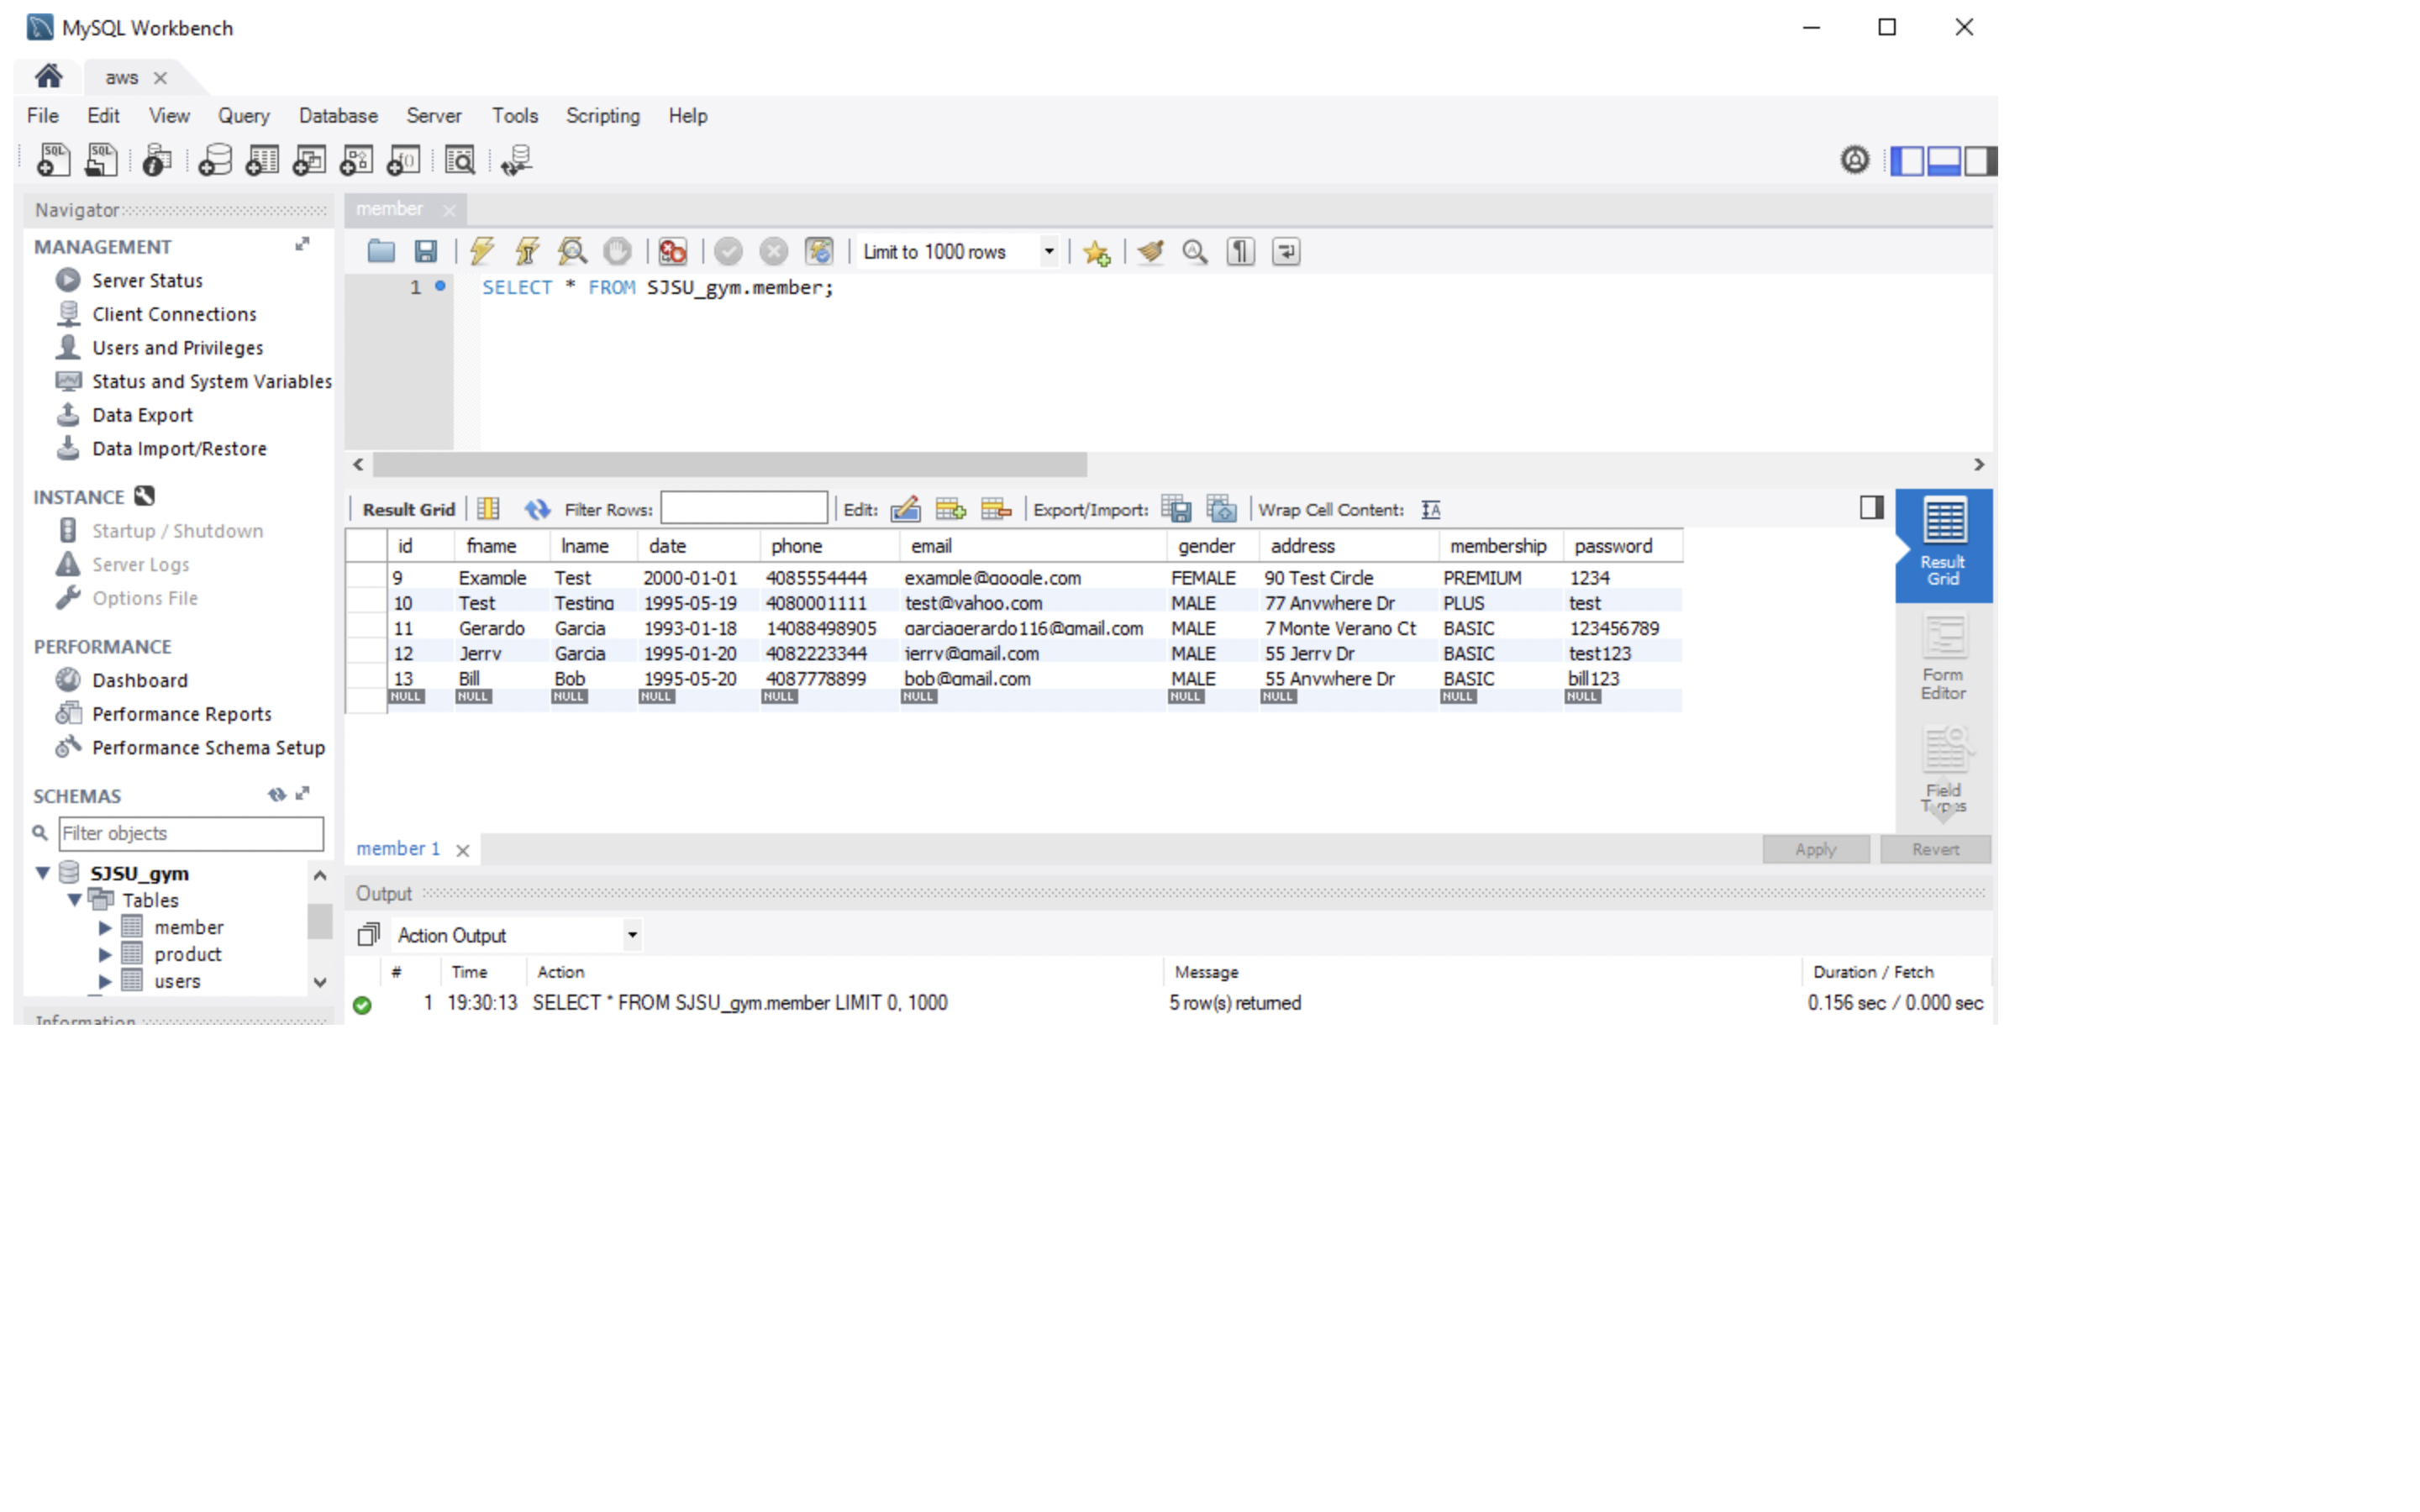 MySQL Workbench
aws
File Edit View Query Database Server Tools Scripting Help
Navigator
MANAGEMENT
Server Status
Client Connections
Users and Privileges
Status and System Variables
Data Export
Data Import/Restore
INSTANCE
Startup / Shutdown
Server Logs
Options File
PERFORMANCE
Dashboard
Performance Reports
Performance Schema Setup
SCHEMAS
Filter objects
SJSU_gym
Tables
member
product
users
Information
member
Limit to 1000 rows
1 SELECT * FROM SJSU_gym.member;
Result Grid Filter Rows: Edit: Export/Import: Wrap Cell Content:
id fname lname date phone email gender address membership password
9 Example Test 2000-01-01 4085554444 example@google.com FEMALE 90 Test Circle PREMIUM 1234
10 Test Testing 1995-05-19 4080001111 test@yahoo.com MALE 77 Anywhere Dr PLUS test
11 Gerardo Garcia 1993-01-18 14088498905 garciagerardo116@gmail.com MALE 7 Monte Verano Ct BASIC 123456789
12 Jerry Garcia 1995-01-20 4082223344 jerry@gmail.com MALE 55 Jerry Dr BASIC test123
13 Bill Bob 1995-05-20 4087778899 bob@gmail.com MALE 55 Anywhere Dr BASIC bill123
NULL NULL NULL NULL NULL NULL NULL NULL NULL NULL
Result
Grid
Form
Editor
Field
Types
member 1
Apply Revert
Output
Action Output
# Time Action Message Duration / Fetch
1 19:30:13 SELECT * FROM SJSU_gym.member LIMIT 0, 1000 5 row(s) returned 0.156 sec / 0.000 sec